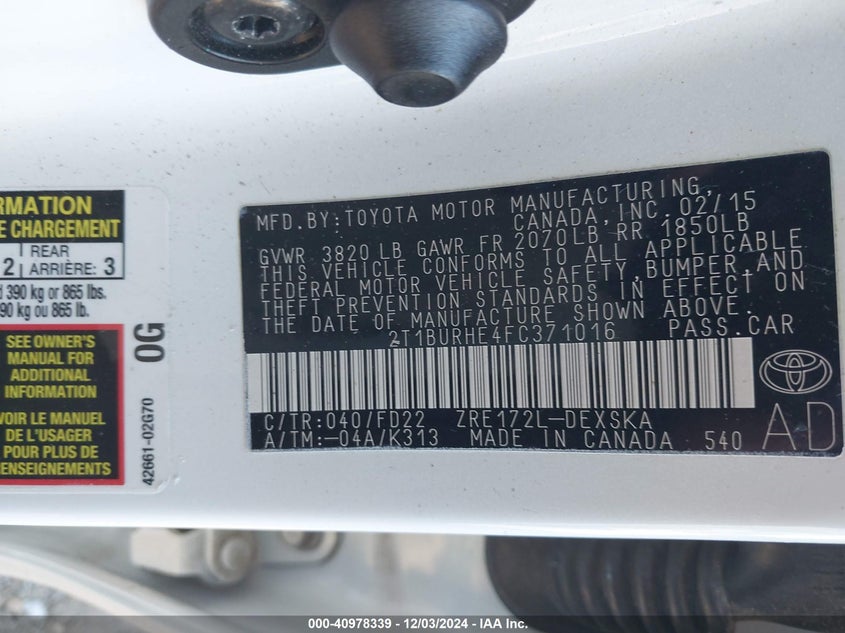 RMATION
E CHARGEMENT
2 REAR
ARRIÈRE: 3
390 kg or 865 lbs.
90 kg ou 865 lb.
SEE OWNER'S
MANUAL FOR
ADDITIONAL
INFORMATION
VOIR LE MANUEL
DE L'USAGER
POUR PLUS DE
RENSEIGNEMENTS
0G
42661-02G70
MFD. BY: TOYOTA MOTOR MANUFACTURING,
CANADA, INC. 02/15
GVWR 3820 LB GAWR FR 2070LB RR 1850LB
THIS VEHICLE CONFORMS TO ALL APPLICABLE
FEDERAL MOTOR VEHICLE SAFETY, BUMPER, AND
THEFT PREVENTION STANDARDS IN EFFECT ON
THE DATE OF MANUFACTURE SHOWN ABOVE.
2T1BURHE4FC371016 PASS. CAR
C/TR: 040/FD22 ZRE172L-DEXSKA
A/TM: -04A/K313 MADE IN CANADA 540
AD
000-40978339 - 12/03/2024 - IAA Inc.